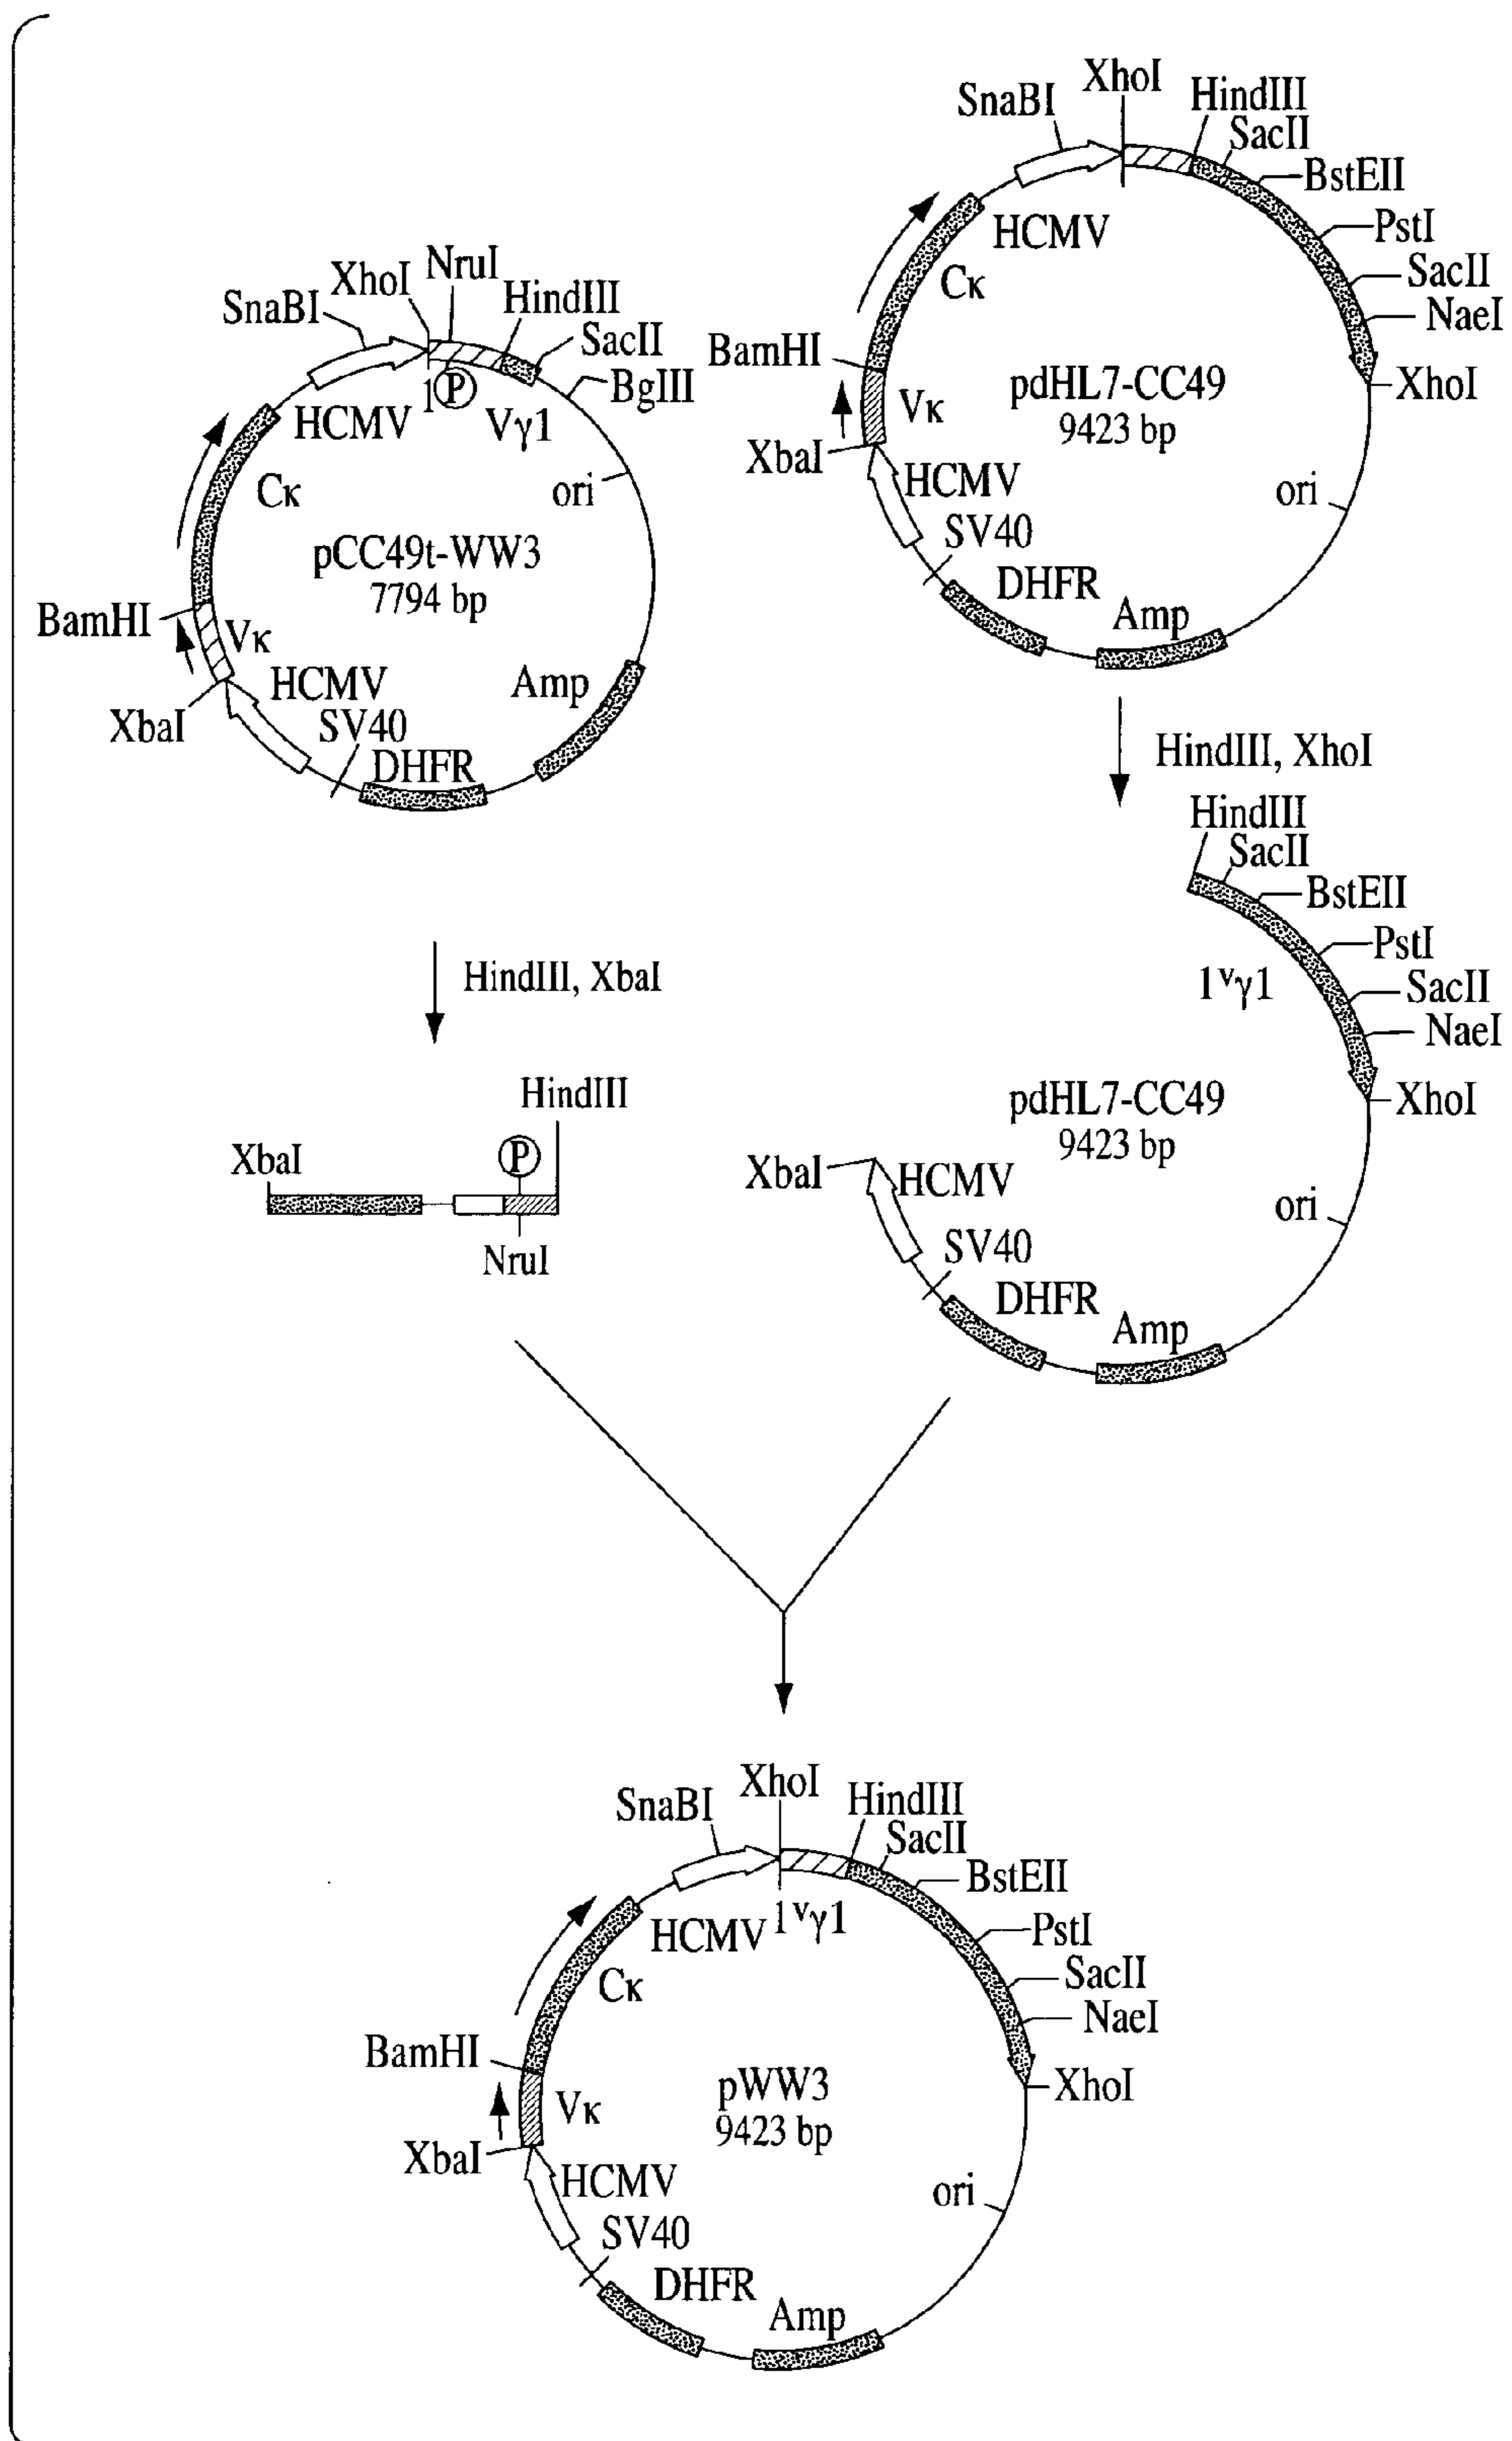 SnaBI
XhoI
NruI
HindIII
SacII
BgIII
HCMV
1
P
Vγ1
ori
Cκ
pCC49t-WW3
7794 bp
BamHI
Vκ
XbaI
HCMV
SV40
DHFR
Amp
SnaBI
XhoI
HindIII
SacII
BstEII
PstI
SacII
NaeI
XhoI
HCMV
Cκ
BamHI
Vκ
pdHL7-CC49
9423 bp
XbaI
HCMV
SV40
DHFR
Amp
ori
HindIII, XbaI
XbaI
P
HindIII
NruI
HindIII, XhoI
HindIII
SacII
BstEII
PstI
1vγ1
SacII
NaeI
XhoI
pdHL7-CC49
9423 bp
XbaI
HCMV
SV40
DHFR
Amp
ori
SnaBI
XhoI
HindIII
SacII
BstEII
PstI
SacII
NaeI
XhoI
HCMV
1vγ1
Cκ
BamHI
Vκ
pWW3
9423 bp
XbaI
HCMV
SV40
DHFR
Amp
ori